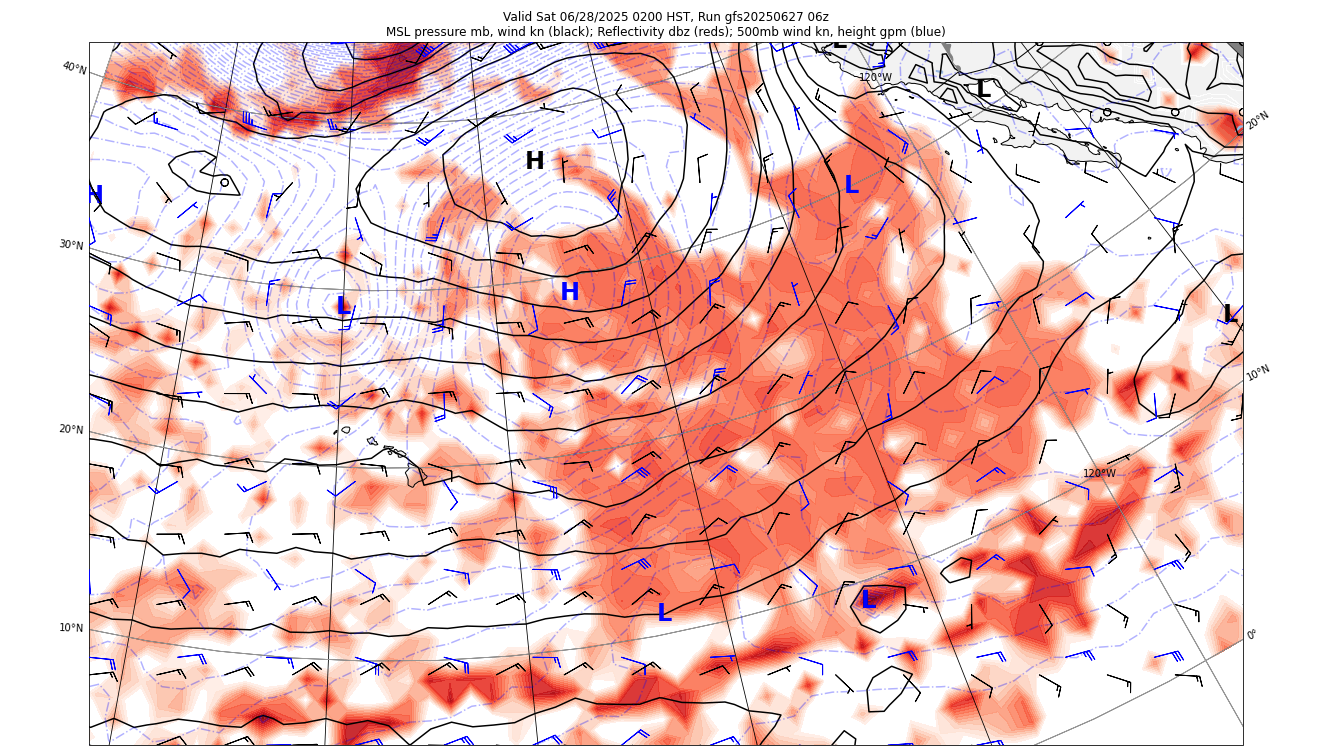 Valid Sat 06/28/2025 0200 HST, Run gfs20250627 06z
MSL pressure mb, wind kn (black); Reflectivity dbz (reds); 500mb wind kn, height gpm (blue)
L
40°N
120°W
L
20°N
H
L
H
30°N
H
L
L
10°N
20°N
120°W
L
L
10°N
0°